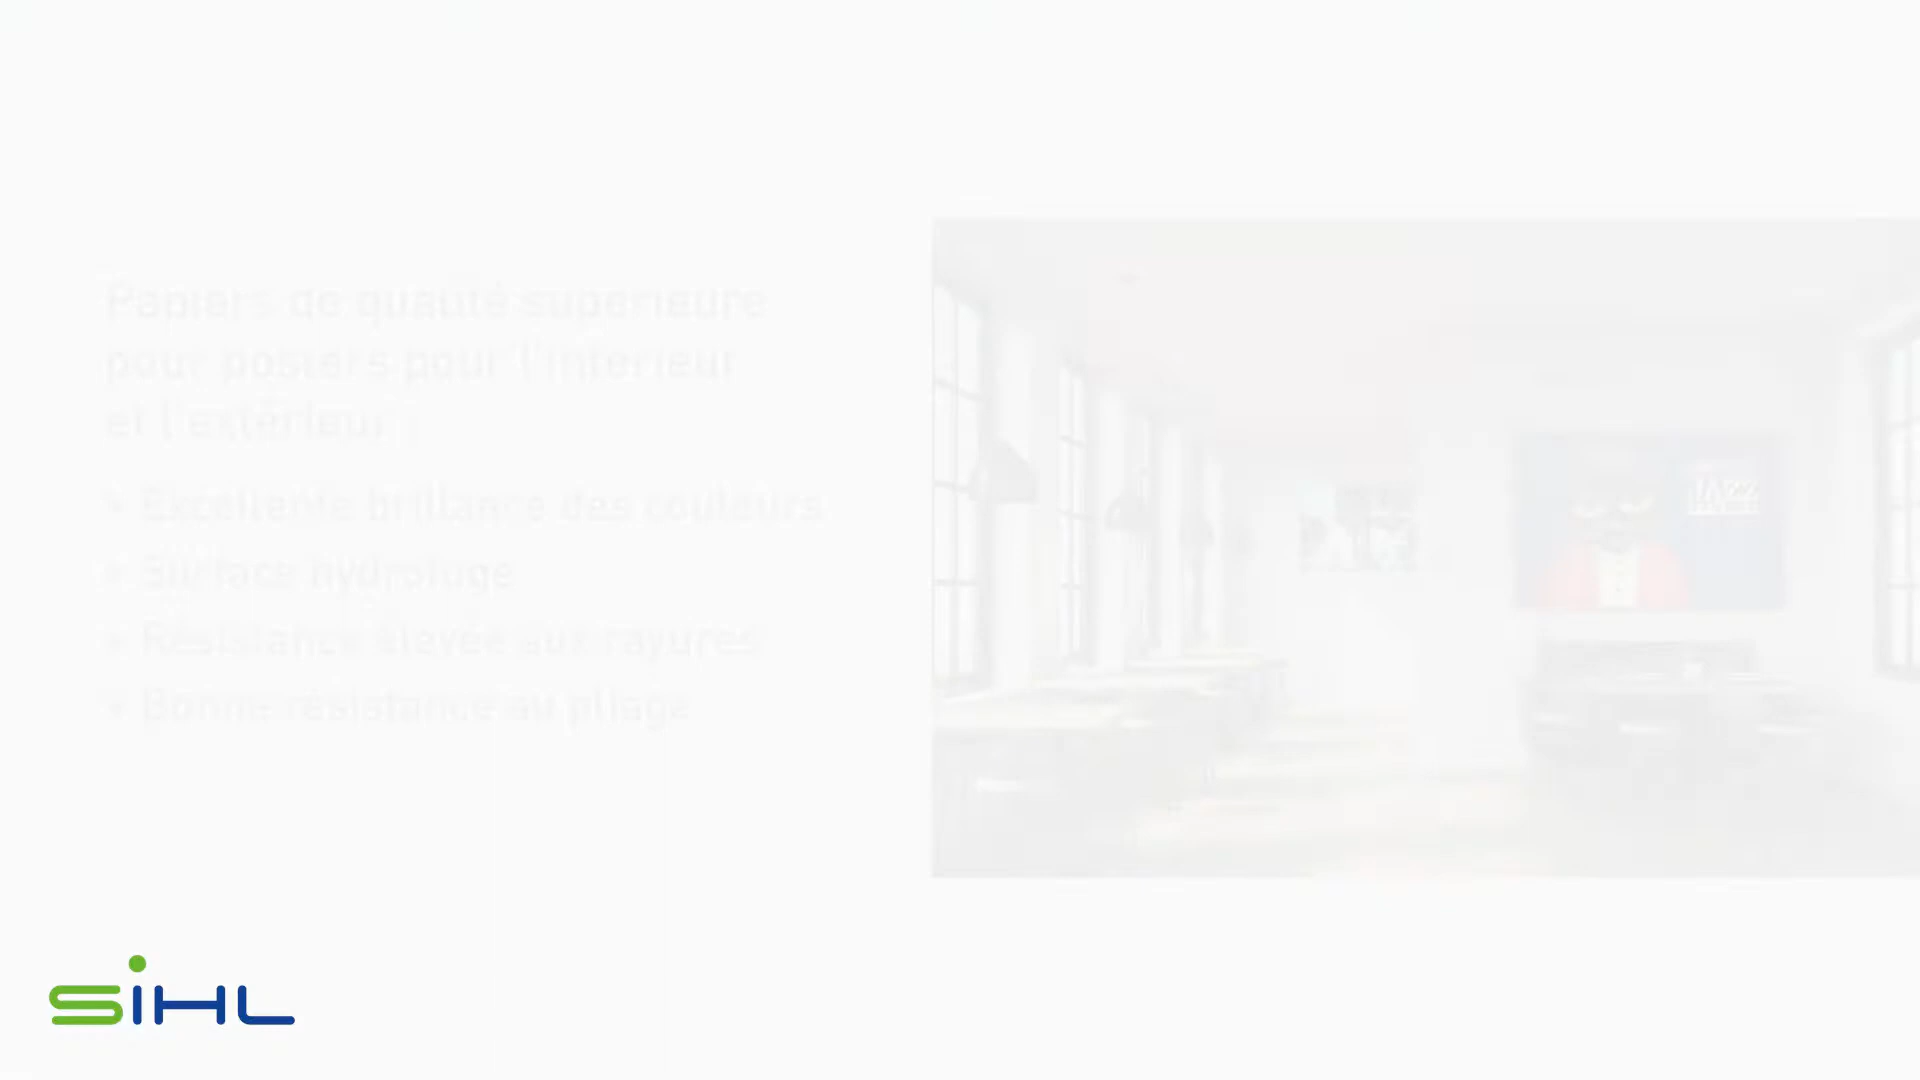 Papiers de qualité supérieure
pour posters pour l'intérieur
et l'extérieur
• Excellente brillance des couleurs
• Surface hydrofuge
• Résistance élevée aux rayures
• Bonne résistance au pliage
JAZZ
SIHL